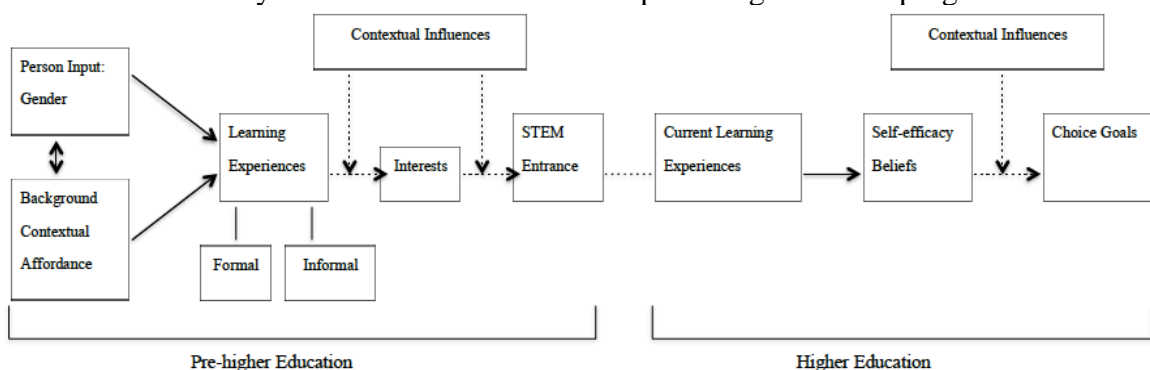 Contextual Influences
Contextual Influences
Person Input:
Gender
Learning
Experiences
Interests
STEM
Entrance
Current Learning
Experiences
Self-efficacy
Beliefs
Choice Goals
Background
Contextual
Affordance
Formal
Informal
Pre-higher Education
Higher Education